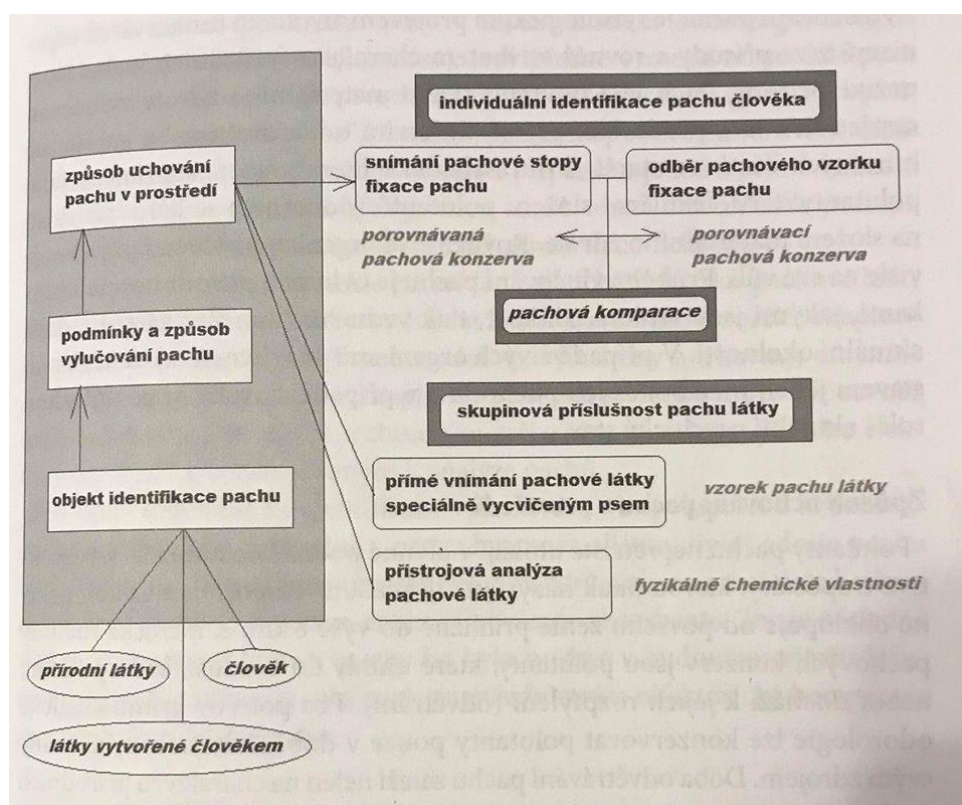 individuální identifikace pachu člověka
způsob uchování
pachu v prostředí
snímání pachové stopy
fixace pachu
odběr pachového vzorku
fixace pachu
porovnávaná
pachová konzerva
porovnávací
pachová konzerva
pachová komparace
podmínky a způsob
vylučování pachu
skupinová příslušnost pachu látky
objekt identifikace pachu
přímé vnímání pachové látky
speciálně vycvičeným psem
vzorek pachu látky
přístrojová analýza
pachové látky
fyzikálně chemické vlastnosti
přírodní látky
člověk
látky vytvořené člověkem